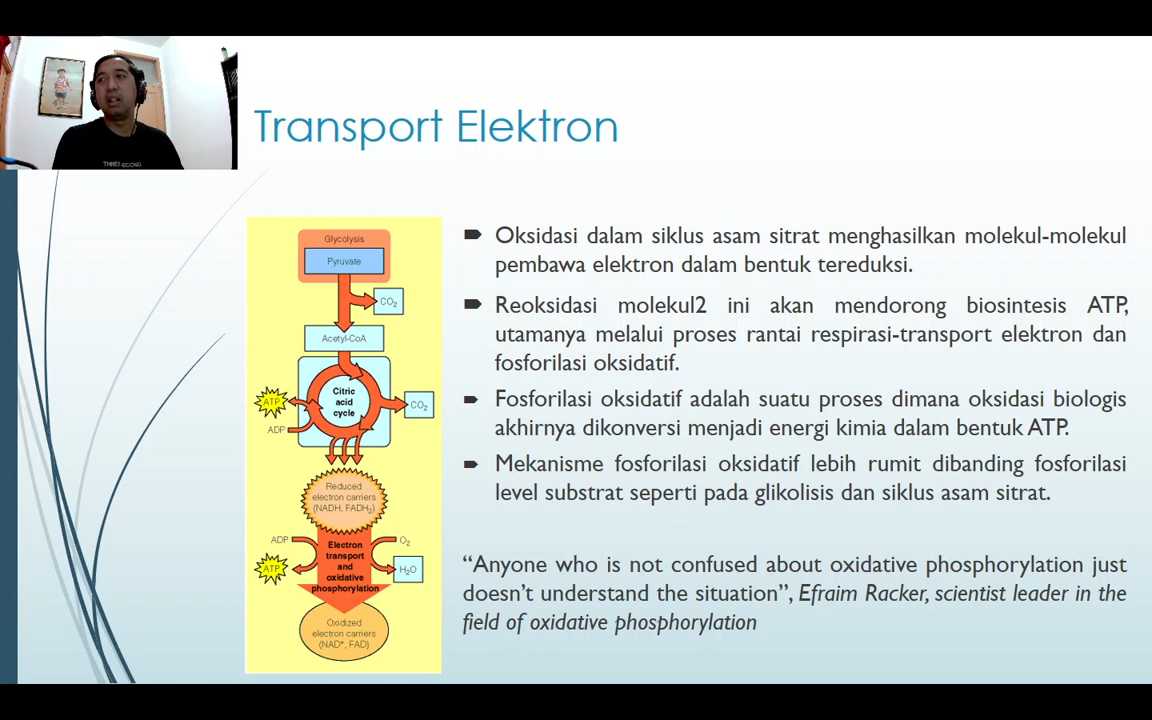 THREE SECOND
Transport Elektron
Glycolysis
Pyruvate
CO2
Acetyl-CoA
Citric
acid
cycle
ATP
ADP
CO2
Reduced
electron carriers
(NADH, FADH2)
ADP
O2
Electron
transport
and
oxidative
phosphorylation
ATP
H2O
Oxidized
electron carriers
(NAD+, FAD)
Oksidasi dalam siklus asam sitrat menghasilkan molekul-molekul
pembawa elektron dalam bentuk tereduksi.
Reoksidasi molekul2 ini akan mendorong biosintesis ATP,
utamanya melalui proses rantai respirasi-transport elektron dan
fosforilasi oksidatif.
Fosforilasi oksidatif adalah suatu proses dimana oksidasi biologis
akhirnya dikonversi menjadi energi kimia dalam bentuk ATP.
Mekanisme fosforilasi oksidatif lebih rumit dibanding fosforilasi
level substrat seperti pada glikolisis dan siklus asam sitrat.
“Anyone who is not confused about oxidative phosphorylation just
doesn’t understand the situation”, Efraim Racker, scientist leader in the
field of oxidative phosphorylation